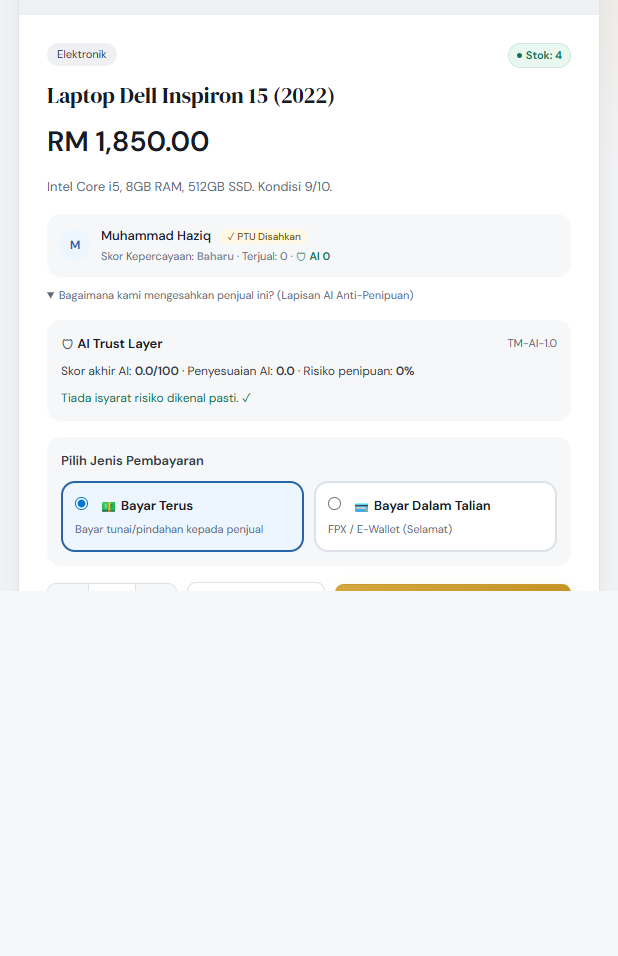 Elektronik
Stok: 4
Laptop Dell Inspiron 15 (2022)
RM 1,850.00
Intel Core i5, 8GB RAM, 512GB SSD. Kondisi 9/10.
M
Muhammad Haziq ✓ PTU Disahkan
Skor Kepercayaan: Baharu · Terjual: 0 · AI 0
▼ Bagaimana kami mengesahkan penjual ini? (Lapisan AI Anti-Penipuan)
AI Trust Layer
TM-AI-1.0
Skor akhir AI: 0.0/100 · Penyesuaian AI: 0.0 · Risiko penipuan: 0%
Tiada isyarat risiko dikenal pasti. ✓
Pilih Jenis Pembayaran
Bayar Terus
Bayar tunai/pindahan kepada penjual
Bayar Dalam Talian
FPX / E-Wallet (Selamat)